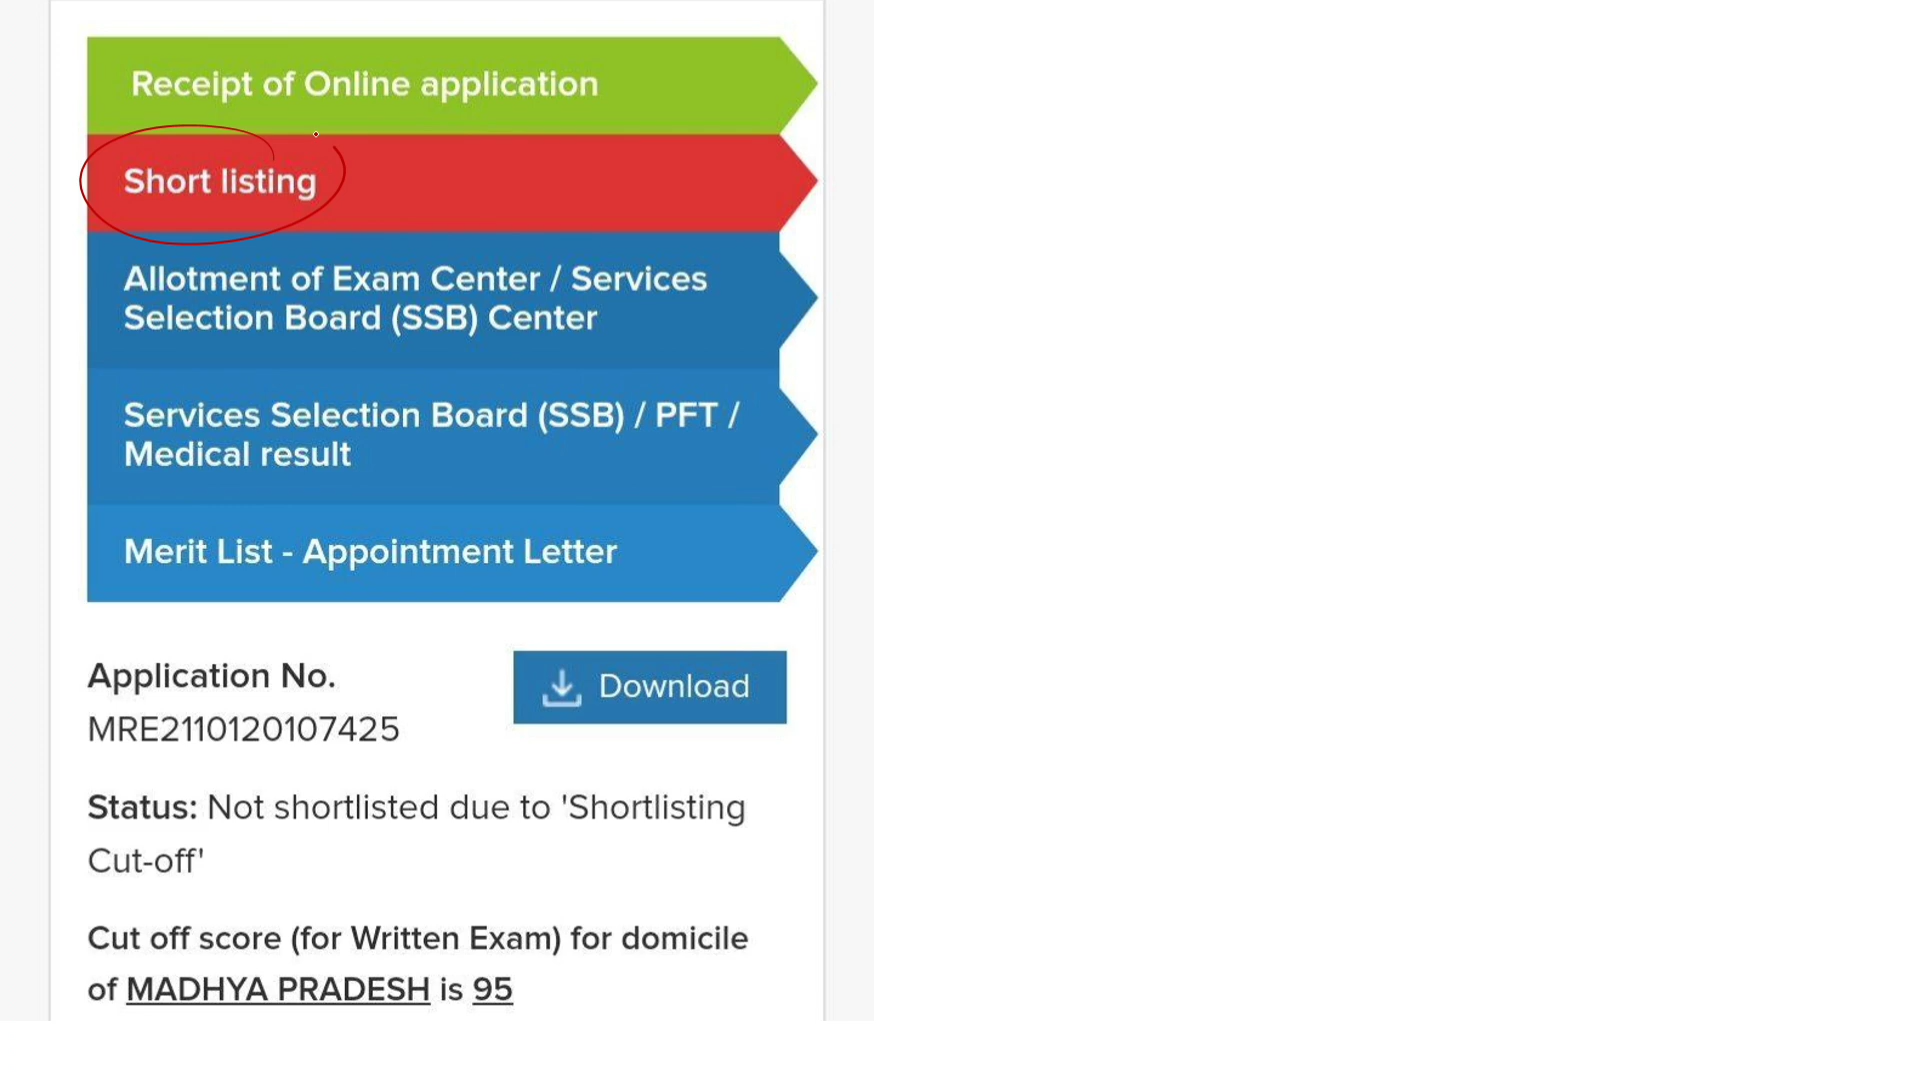 Receipt of Online application
Short listing
Allotment of Exam Center / Services
Selection Board (SSB) Center
Services Selection Board (SSB) / PFT /
Medical result
Merit List - Appointment Letter
Application No.
Download
MRE2110120107425
Status: Not shortlisted due to 'Shortlisting
Cut-off'
Cut off score (for Written Exam) for domicile
of MADHYA PRADESH is 95